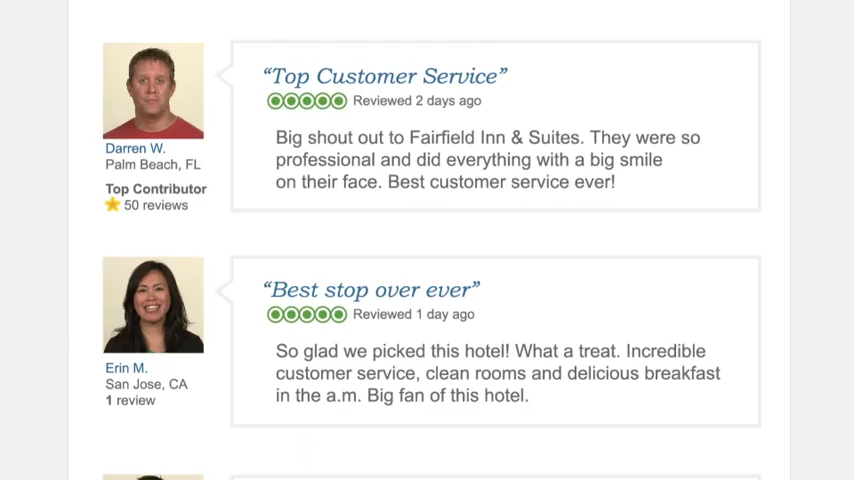 “Top Customer Service”
Reviewed 2 days ago
Big shout out to Fairfield Inn & Suites. They were so
professional and did everything with a big smile
on their face. Best customer service ever!
Darren W.
Palm Beach, FL
Top Contributor
50 reviews
“Best stop over ever”
Reviewed 1 day ago
So glad we picked this hotel! What a treat. Incredible
customer service, clean rooms and delicious breakfast
in the a.m. Big fan of this hotel.
Erin M.
San Jose, CA
1 review